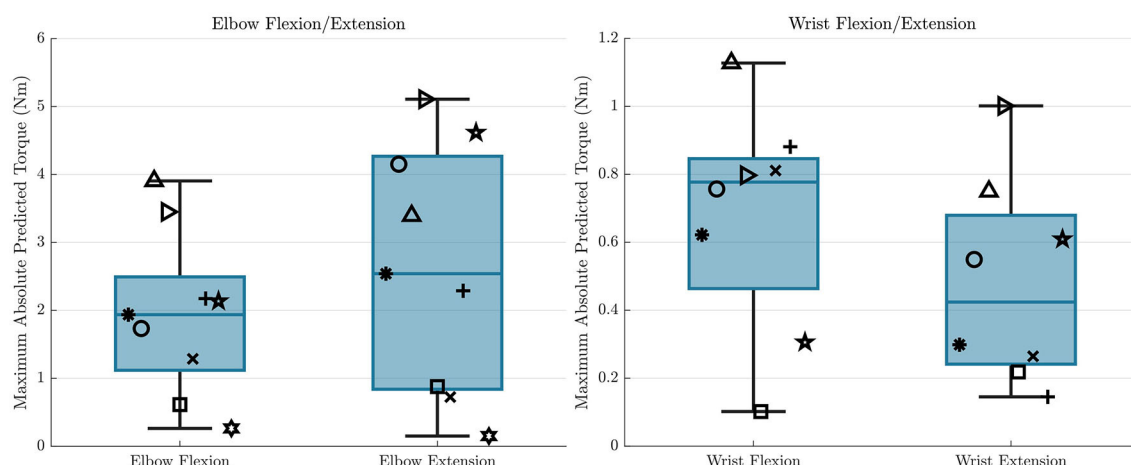 Elbow Flexion/Extension
Maximum Absolute Predicted Torque (Nm)
6
5
4
3
2
1
0
Elbow Flexion
Elbow Extension
Wrist Flexion/Extension
Maximum Absolute Predicted Torque (Nm)
1.2
1
0.8
0.6
0.4
0.2
0
Wrist Flexion
Wrist Extension